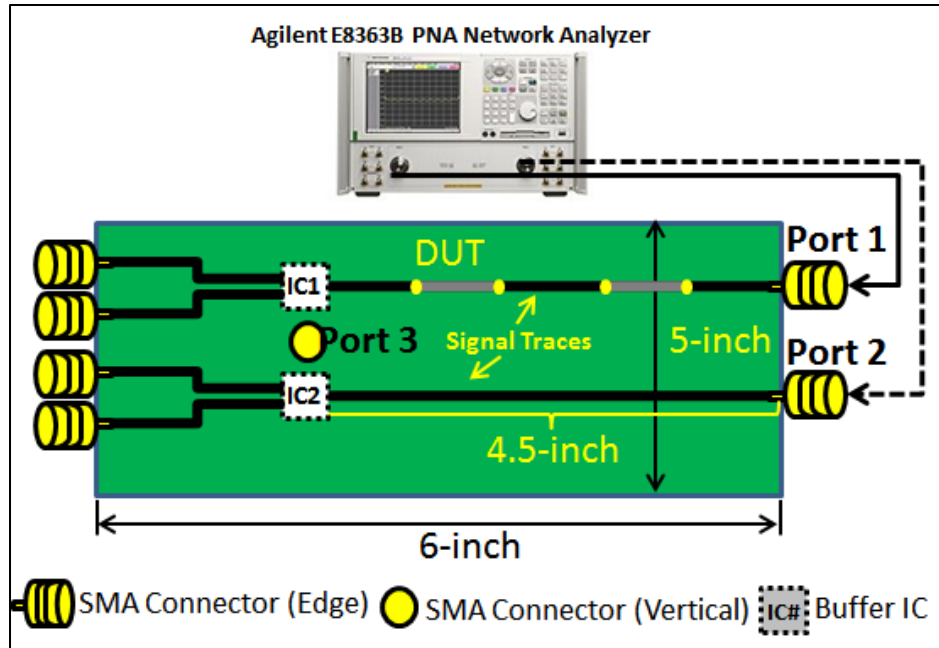 Agilent E8363B PNA Network Analyzer
Port 1
DUT
IC1
Port 3
Signal Traces
5-inch
Port 2
IC2
4.5-inch
6-inch
SMA Connector (Edge)
SMA Connector (Vertical)
IC#
Buffer IC